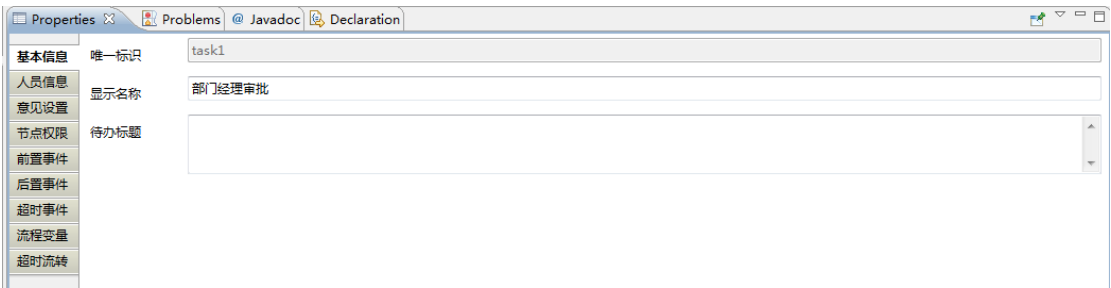 Properties Problems @ Javadoc Declaration
基本信息 唯一标识 task1
人员信息 显示名称 部门经理审批
意见设置
节点权限 待办标题
前置事件
后置事件
超时事件
流程变量
超时流转